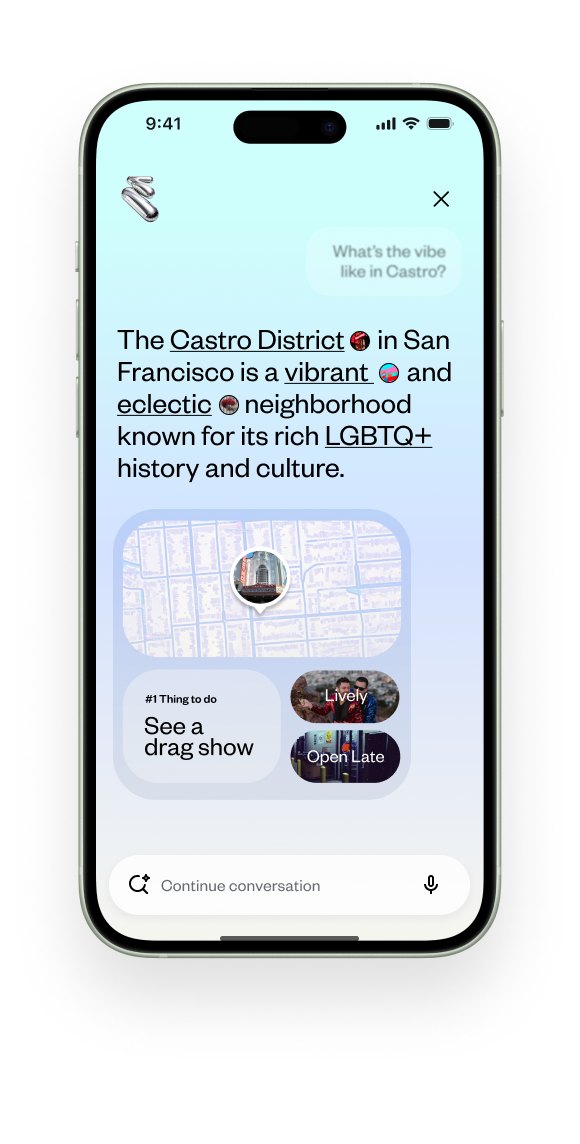 9:41
What's the vibe
like in Castro?
The Castro District in San
Francisco is a vibrant and
eclectic neighborhood
known for its rich LGBTQ+
history and culture.
#1 Thing to do
See a
drag show
Lively
Open Late
Continue conversation